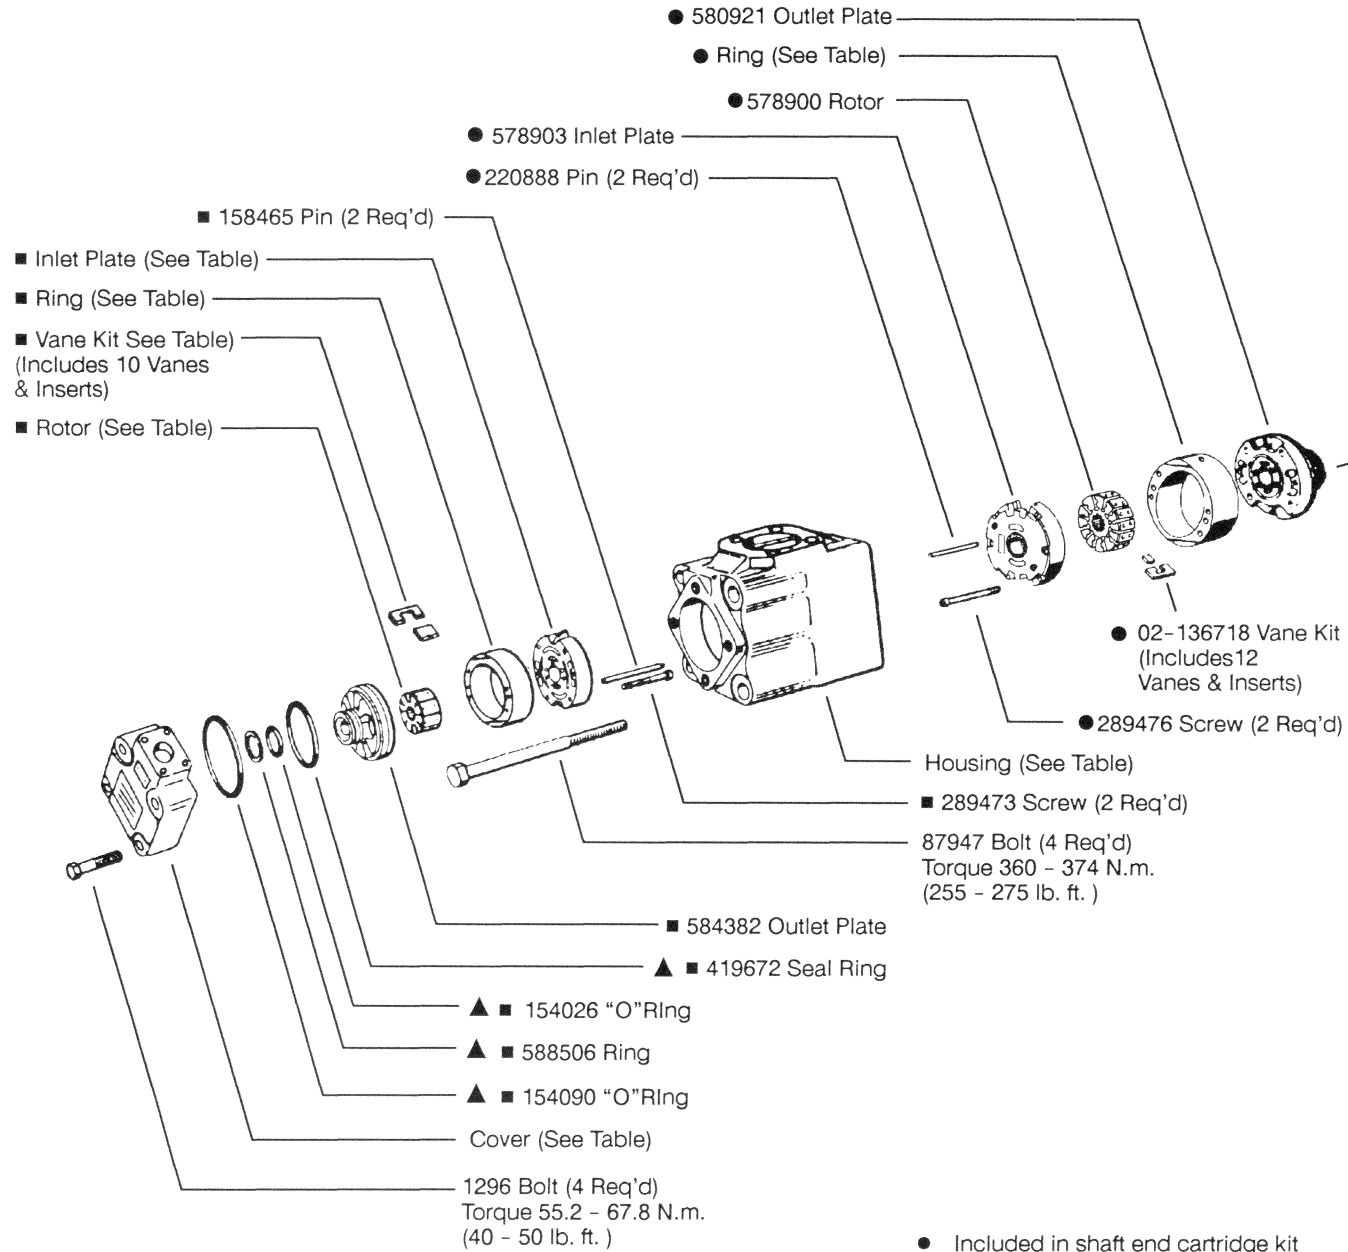 ● 580921 Outlet Plate
● Ring (See Table)
● 578900 Rotor
● 578903 Inlet Plate
● 220888 Pin (2 Req'd)
■ 158465 Pin (2 Req'd)
■ Inlet Plate (See Table)
■ Ring (See Table)
■ Vane Kit See Table)
(Includes 10 Vanes
& Inserts)
■ Rotor (See Table)
● 02-136718 Vane Kit
(Includes12
Vanes & Inserts)
● 289476 Screw (2 Req'd)
Housing (See Table)
■ 289473 Screw (2 Req'd)
87947 Bolt (4 Req'd)
Torque 360 - 374 N.m.
(255 - 275 lb. ft. )
■ 584382 Outlet Plate
▲ ■ 419672 Seal Ring
▲ ■ 154026 “O”RIng
▲ ■ 588506 Ring
▲ ■ 154090 “O”RIng
Cover (See Table)
1296 Bolt (4 Req'd)
Torque 55.2 - 67.8 N.m.
(40 - 50 lb. ft. )
● Included in shaft end cartridge kit